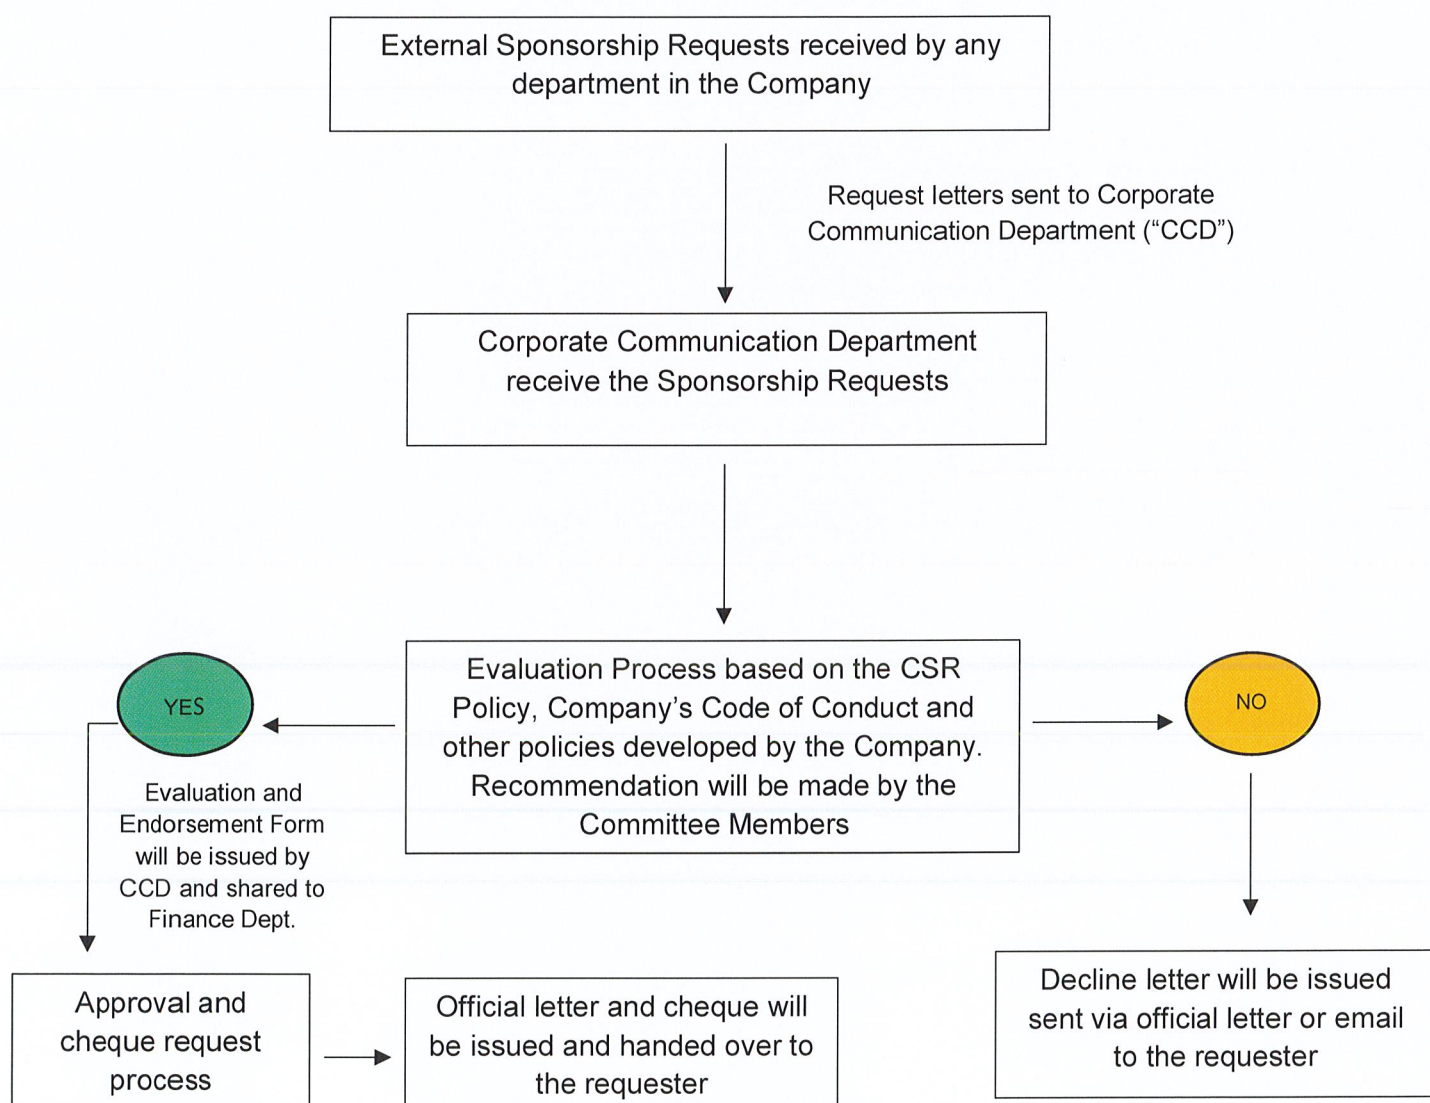 External Sponsorship Requests received by any
department in the Company
Request letters sent to Corporate
Communication Department (“CCD”)
Corporate Communication Department
receive the Sponsorship Requests
Evaluation Process based on the CSR
Policy, Company’s Code of Conduct and
other policies developed by the Company.
Recommendation will be made by the
Committee Members
YES
NO
Evaluation and
Endorsement Form
will be issued by
CCD and shared to
Finance Dept.
Approval and
cheque request
process
Official letter and cheque will
be issued and handed over to
the requester
Decline letter will be issued
sent via official letter or email
to the requester